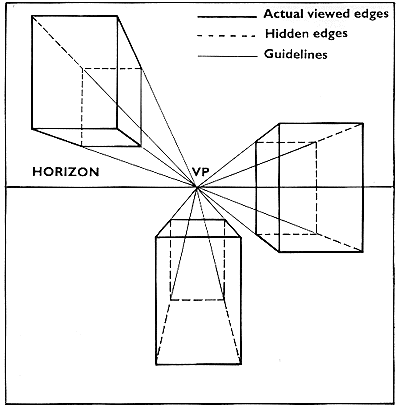 Actual viewed edges
Hidden edges
Guidelines
HORIZON
VP